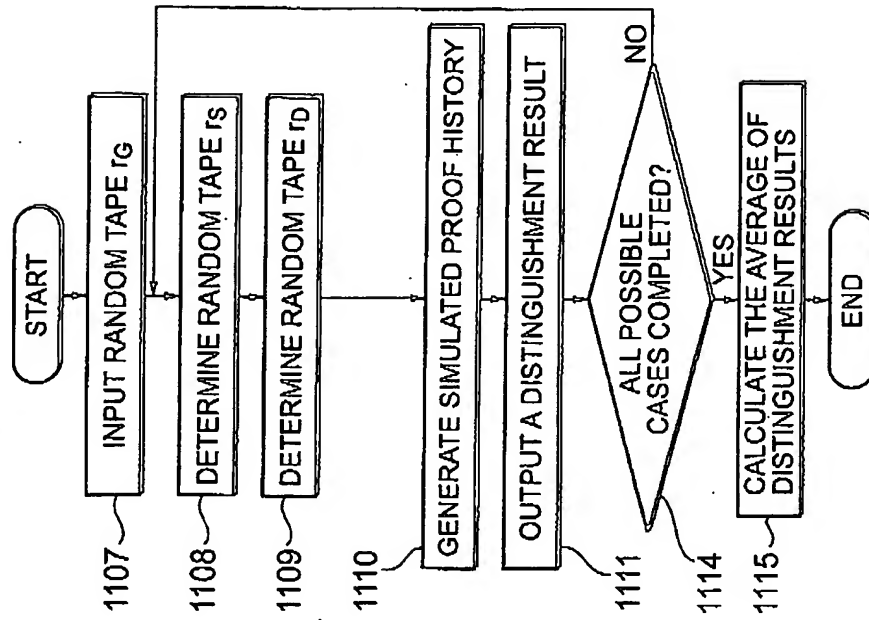 START
1107
INPUT RANDOM TAPE rG
1108
DETERMINE RANDOM TAPE rS
1109
DETERMINE RANDOM TAPE rD
1110
GENERATE SIMULATED PROOF HISTORY
1111
OUTPUT A DISTINGUISHMENT RESULT
1114
ALL POSSIBLE
CASES COMPLETED?
NO
YES
1115
CALCULATE THE AVERAGE OF
DISTINGUISHMENT RESULTS
END